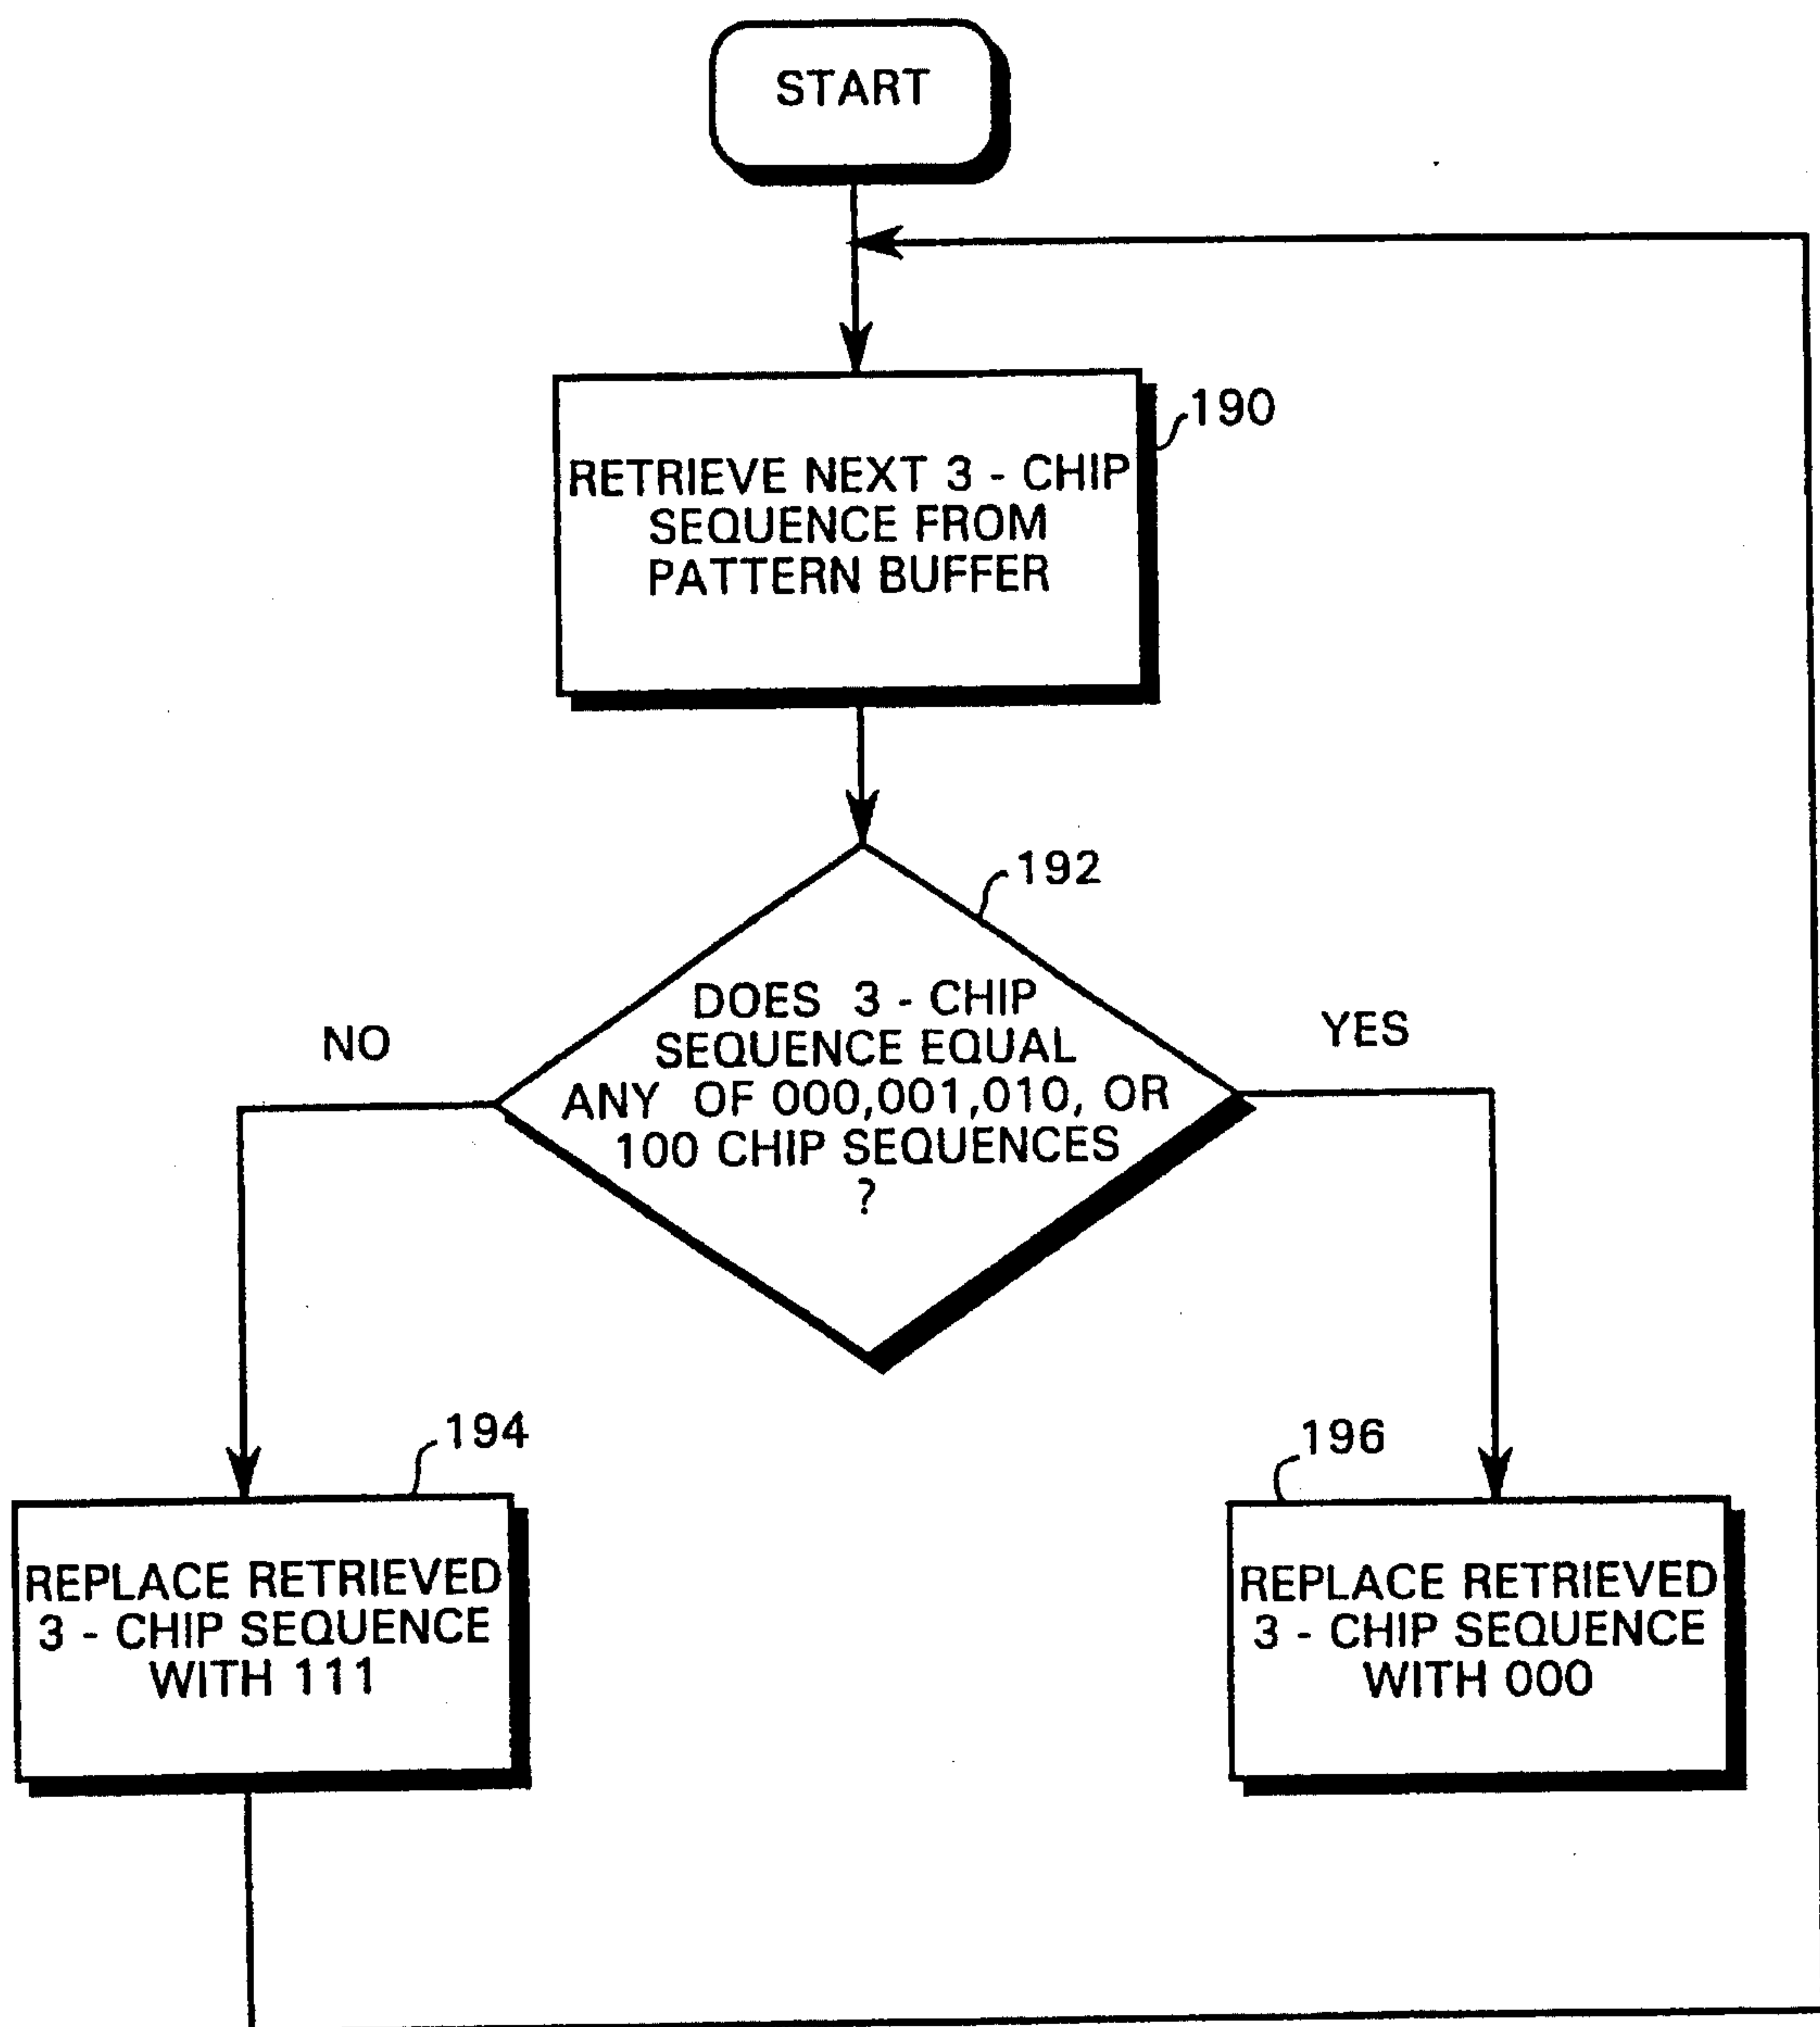 START
190
RETRIEVE NEXT 3 - CHIP
SEQUENCE FROM
PATTERN BUFFER
192
DOES 3 - CHIP
SEQUENCE EQUAL
ANY OF 000,001,010, OR
100 CHIP SEQUENCES
?
NO
YES
194
REPLACE RETRIEVED
3 - CHIP SEQUENCE
WITH 111
196
REPLACE RETRIEVED
3 - CHIP SEQUENCE
WITH 000